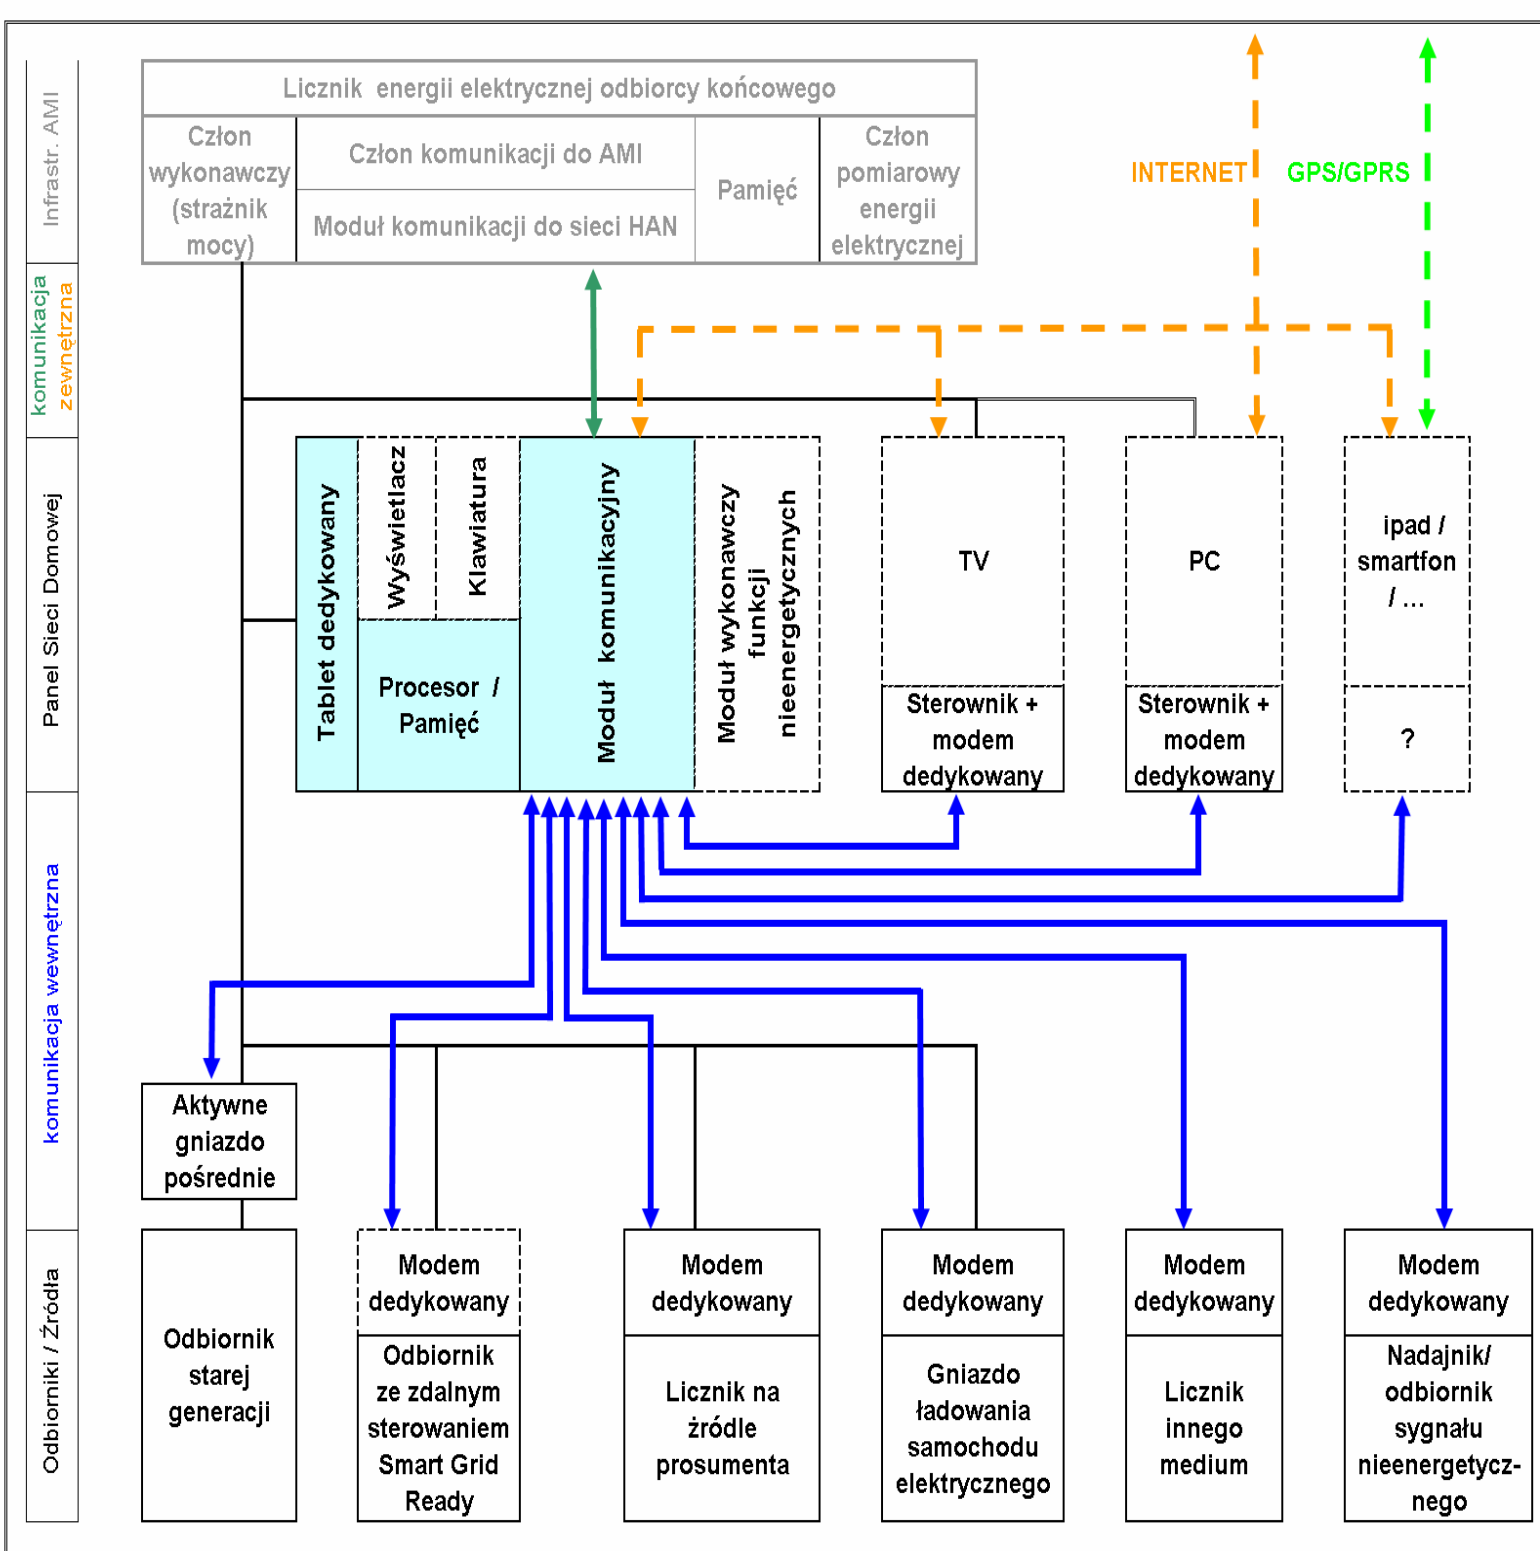 Infrastr. AMI
Licznik energii elektrycznej odbiorcy końcowego
Człon
wykonawczy
(strażnik
mocy)
Człon komunikacji do AMI
Moduł komunikacji do sieci HAN
Pamięć
Człon
pomiarowy
energii
elektrycznej
INTERNET
GPS/GPRS
komunikacja
zewnętrzna
Panel Sieci Domowej
Tablet dedykowany
Wyświetlacz
Klawiatura
Procesor /
Pamięć
Moduł komunikacyjny
Moduł wykonawczy
funkcji
nieenergetycznych
TV
Sterownik +
modem
dedykowany
PC
Sterownik +
modem
dedykowany
ipad /
smartfon
/ ...
?
komunikacja wewnętrzna
Aktywne
gniazdo
pośrednie
Odbiorniki / Źródła
Odbiornik
starej
generacji
Modem
dedykowany
Odbiornik
ze zdalnym
sterowaniem
Smart Grid
Ready
Modem
dedykowany
Licznik na
źródle
prosumenta
Modem
dedykowany
Gniazdo
ładowania
samochodu
elektrycznego
Modem
dedykowany
Licznik
innego
medium
Modem
dedykowany
Nadajnik/
odbiornik
sygnału
nieenergetycz-
nego